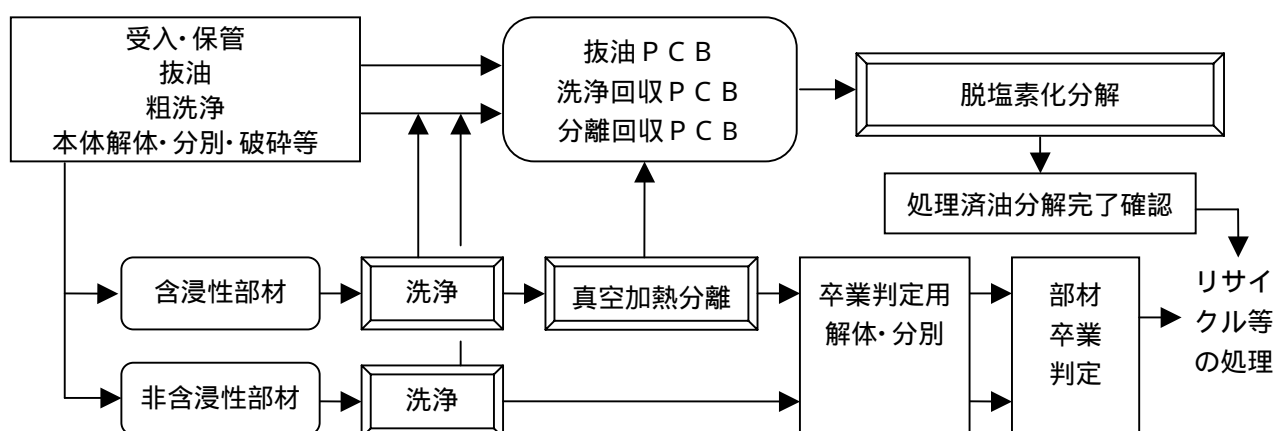 受入・保管
抜油
粗洗浄
本体解体・分別・破砕等
抜油ＰＣＢ
洗浄回収ＰＣＢ
分離回収ＰＣＢ
脱塩素化分解
処理済油分解完了確認
含浸性部材
洗浄
真空加熱分離
卒業判定用
解体・分別
部材
卒業
判定
リサイ
クル等
の処理
非含浸性部材
洗浄